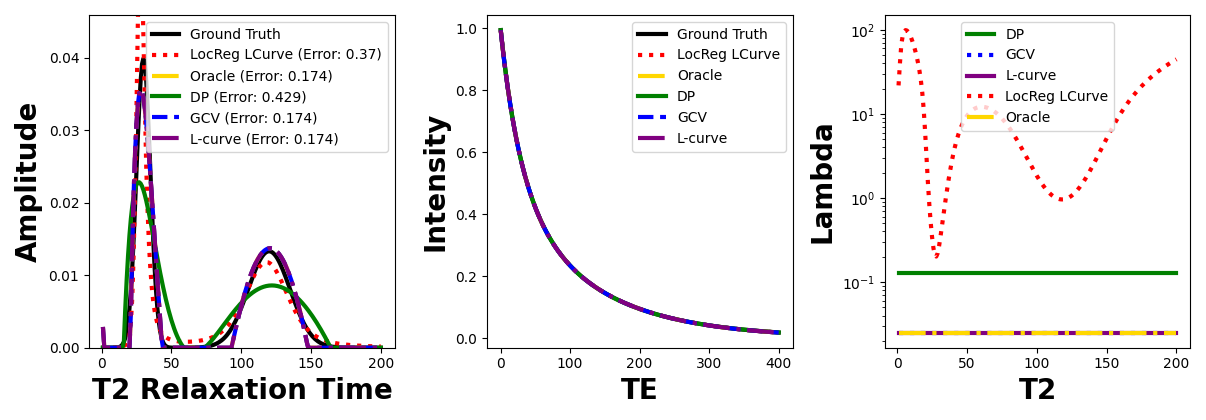 Amplitude
0.04
0.03
0.02
0.01
0.00
Ground Truth
LocReg LCurve (Error: 0.37)
Oracle (Error: 0.174)
DP (Error: 0.429)
GCV (Error: 0.174)
L-curve (Error: 0.174)
0 50 100 150 200
T2 Relaxation Time
Intensity
1.0
0.8
0.6
0.4
0.2
0.0
Ground Truth
LocReg LCurve
Oracle
DP
GCV
L-curve
0 100 200 300 400
TE
Lambda
10²
10¹
10⁰
10⁻¹
DP
GCV
L-curve
LocReg LCurve
Oracle
0 50 100 150 200
T2